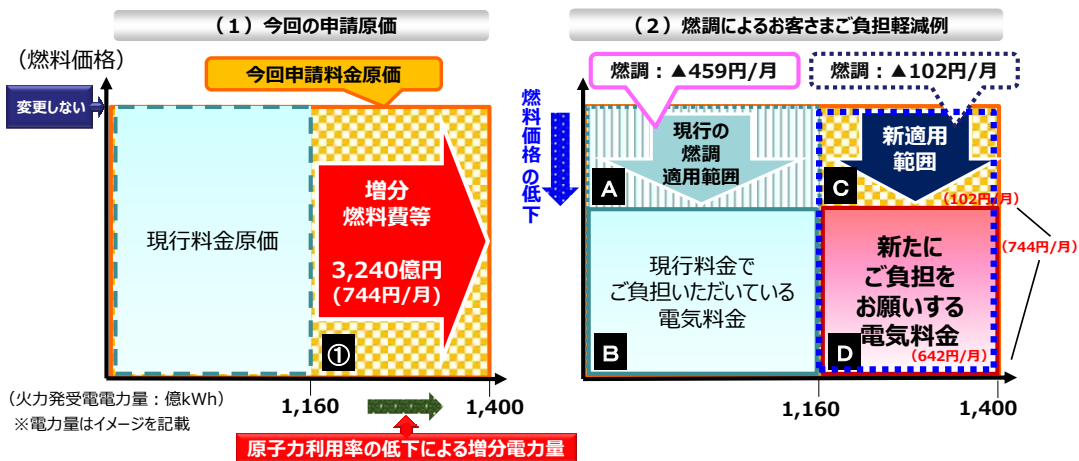 （１）今回の申請原価
（燃料価格）
今回申請料金原価
変更しない
現行料金原価
増分
燃料費等
3,240億円
(744円/月)
①
（火力発受電電力量：億kWh）
1,160
1,400
※電力量はイメージを記載
原子力利用率の低下による増分電力量
（２）燃調によるお客さまご負担軽減例
燃調：▲459円/月
燃調：▲102円/月
燃料価格の低下
現行の
燃調
適用範囲
新適用
範囲
A
C
（102円/月）
（744円/月）
現行料金で
ご負担いただいている
電気料金
新たに
ご負担を
お願いする
電気料金
（642円/月）
B
D
1,160
1,400